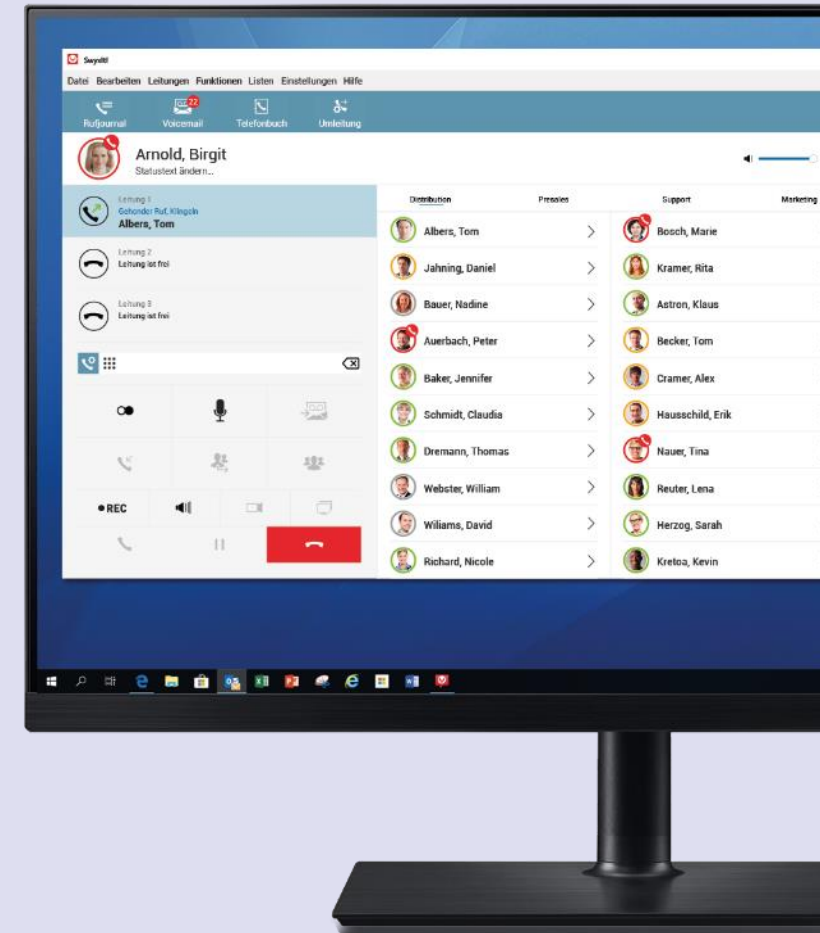 SwyxIt!
Datei Bearbeiten Leitungen Funktionen Listen Einstellungen Hilfe
22
Rufjournal Voicemail Telefonbuch Umleitung
Arnold, Birgit
Statustext ändern...
Leitung 1
Gehender Ruf, Klingeln
Albers, Tom
Leitung 2
Leitung ist frei
Leitung 3
Leitung ist frei
REC
Distribution Presales Support Marketing
Albers, Tom
Jahning, Daniel
Bauer, Nadine
Auerbach, Peter
Baker, Jennifer
Schmidt, Claudia
Dremann, Thomas
Webster, William
Wiliams, David
Richard, Nicole
Bosch, Marie
Kramer, Rita
Astron, Klaus
Becker, Tom
Cramer, Alex
Hausschild, Erik
Nauer, Tina
Reuter, Lena
Herzog, Sarah
Kretoa, Kevin